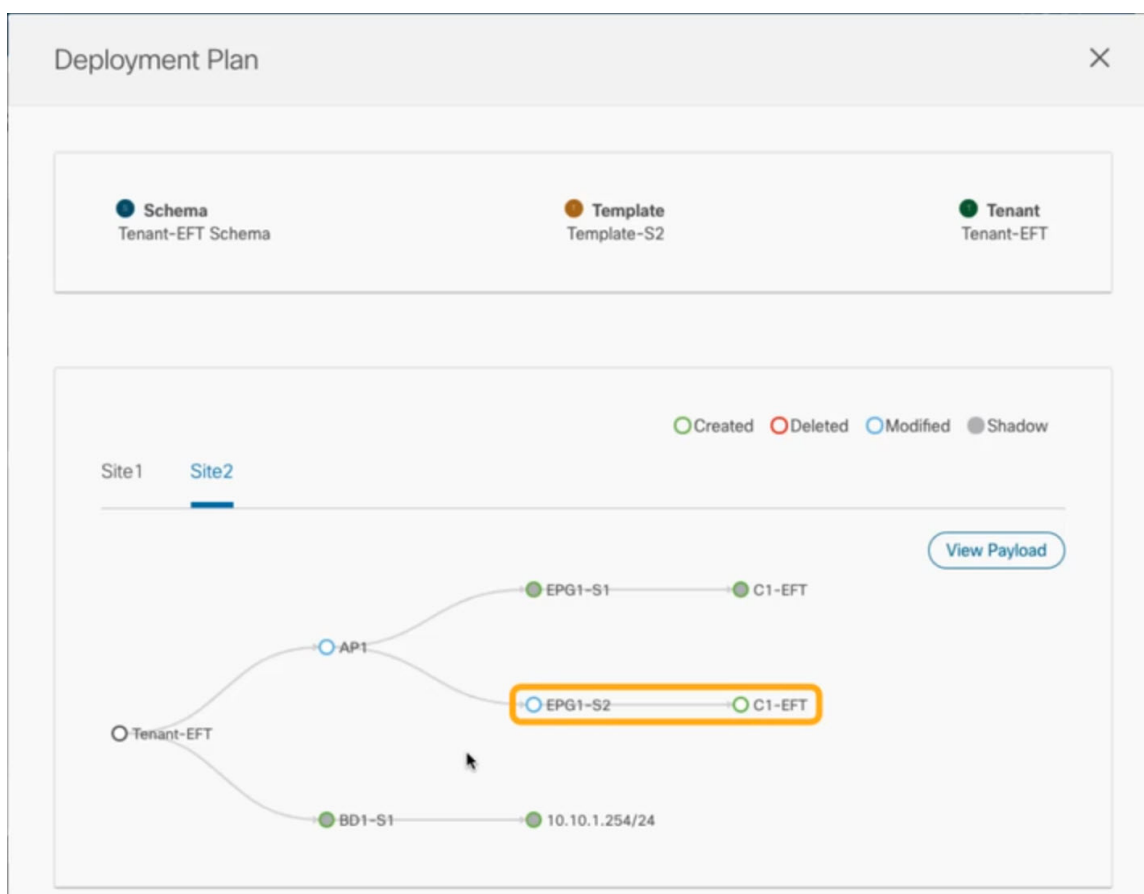 Deployment Plan
Schema
Tenant-EFT Schema
Template
Template-S2
Tenant
Tenant-EFT
Created Deleted Modified Shadow
Site1 Site2
View Payload
EPG1-S1 C1-EFT
AP1
EPG1-S2 C1-EFT
Tenant-EFT
BD1-S1 10.10.1.254/24